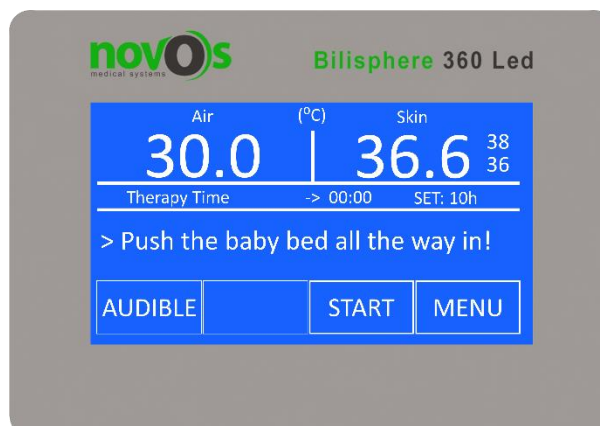 novOs
medical systems
Bilisphere 360 Led
Air (°C) Skin
30.0 36.6 38
36
Therapy Time -> 00:00 SET: 10h
> Push the baby bed all the way in!
AUDIBLE START MENU